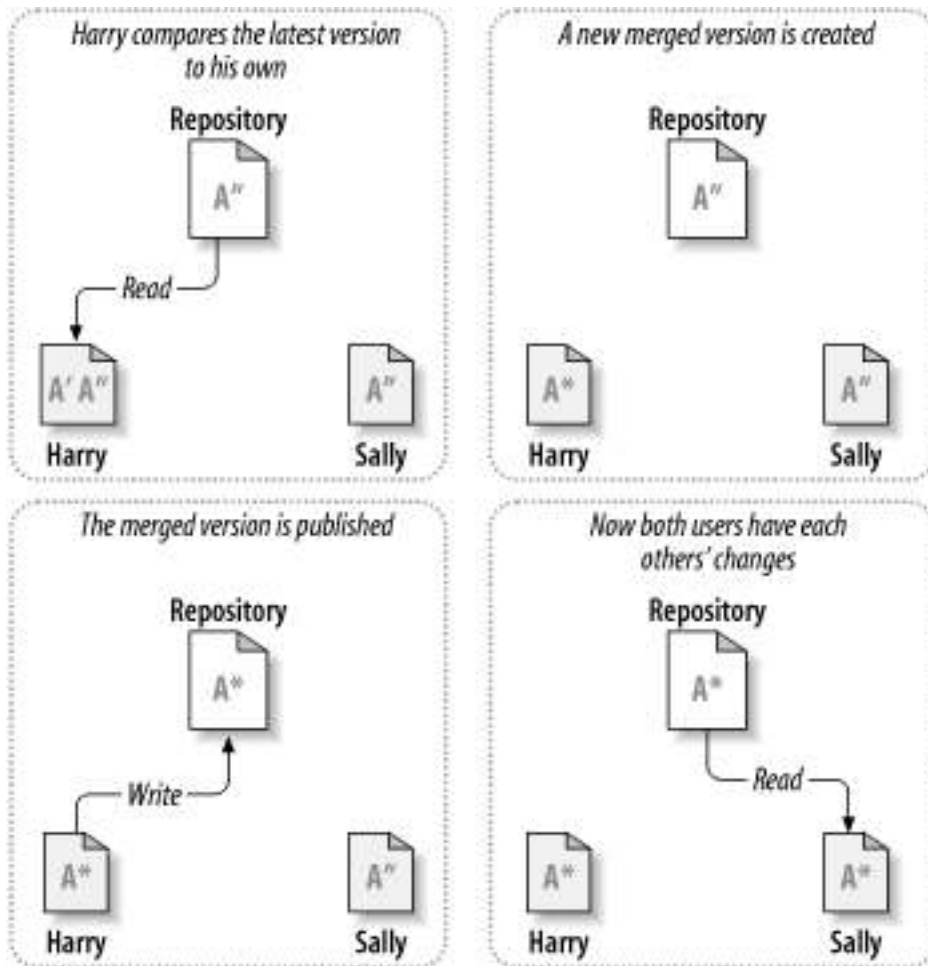 Harry compares the latest version
to his own
Repository
A″
Read
A′ A″
A″
Harry
Sally
A new merged version is created
Repository
A″
A*
A″
Harry
Sally
The merged version is published
Repository
A*
Write
A*
A″
Harry
Sally
Now both users have each
others’ changes
Repository
A*
Read
A*
A*
Harry
Sally